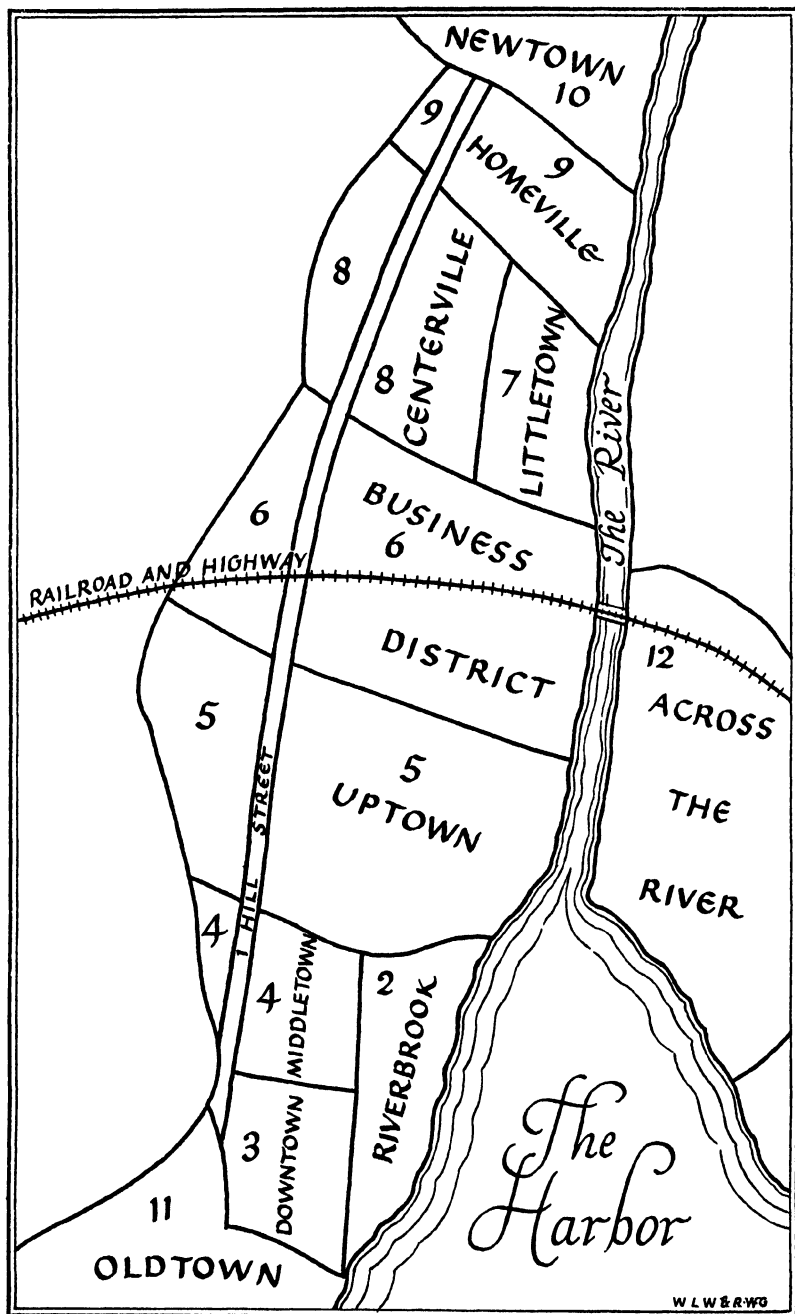 NEWTOWN
10
9
9
HOMEVILLE
8
8
CENTERVILLE
7
LITTLETOWN
The River
6
BUSINESS
6
DISTRICT
RAILROAD AND HIGHWAY
12
ACROSS
THE
RIVER
5
5
UPTOWN
1 HILL STREET
4
4
MIDDLETOWN
2
RIVERBROOK
3
DOWNTOWN
The
Harbor
11
OLDTOWN
W L W & R·W·G